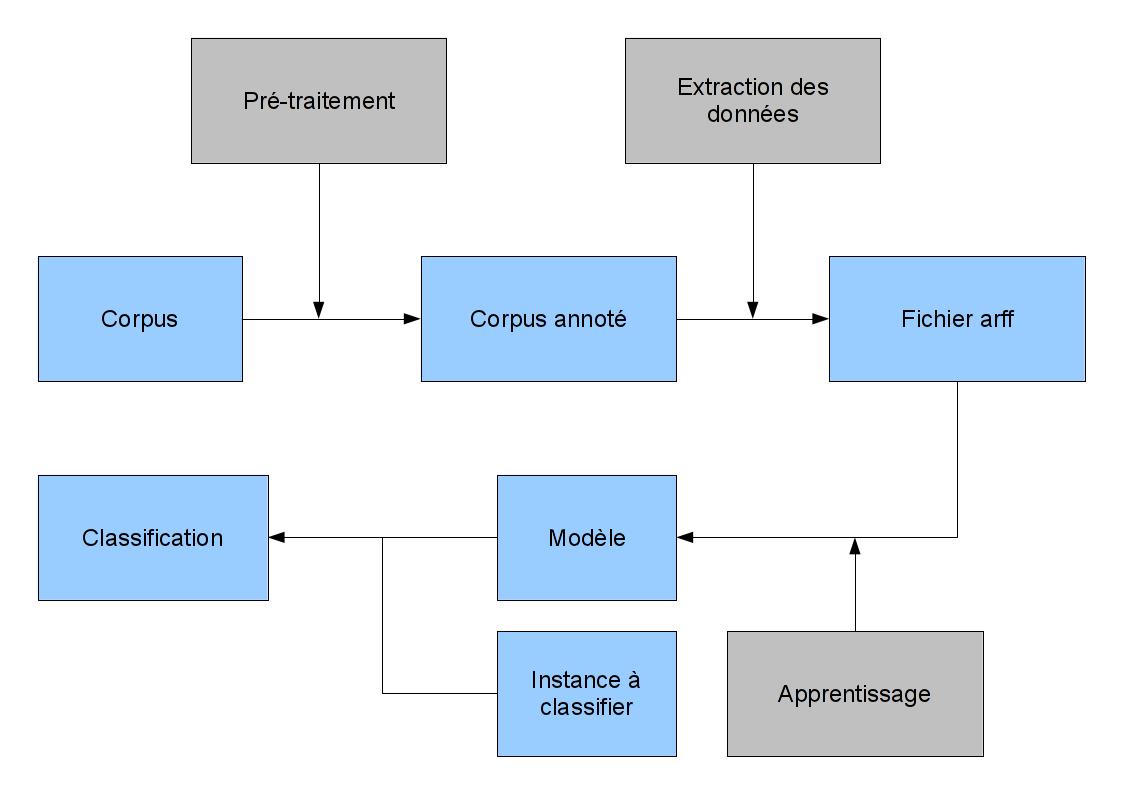 Pré-traitement
Extraction des
données
Corpus
Corpus annoté
Fichier arff
Classification
Modèle
Instance à
classifier
Apprentissage